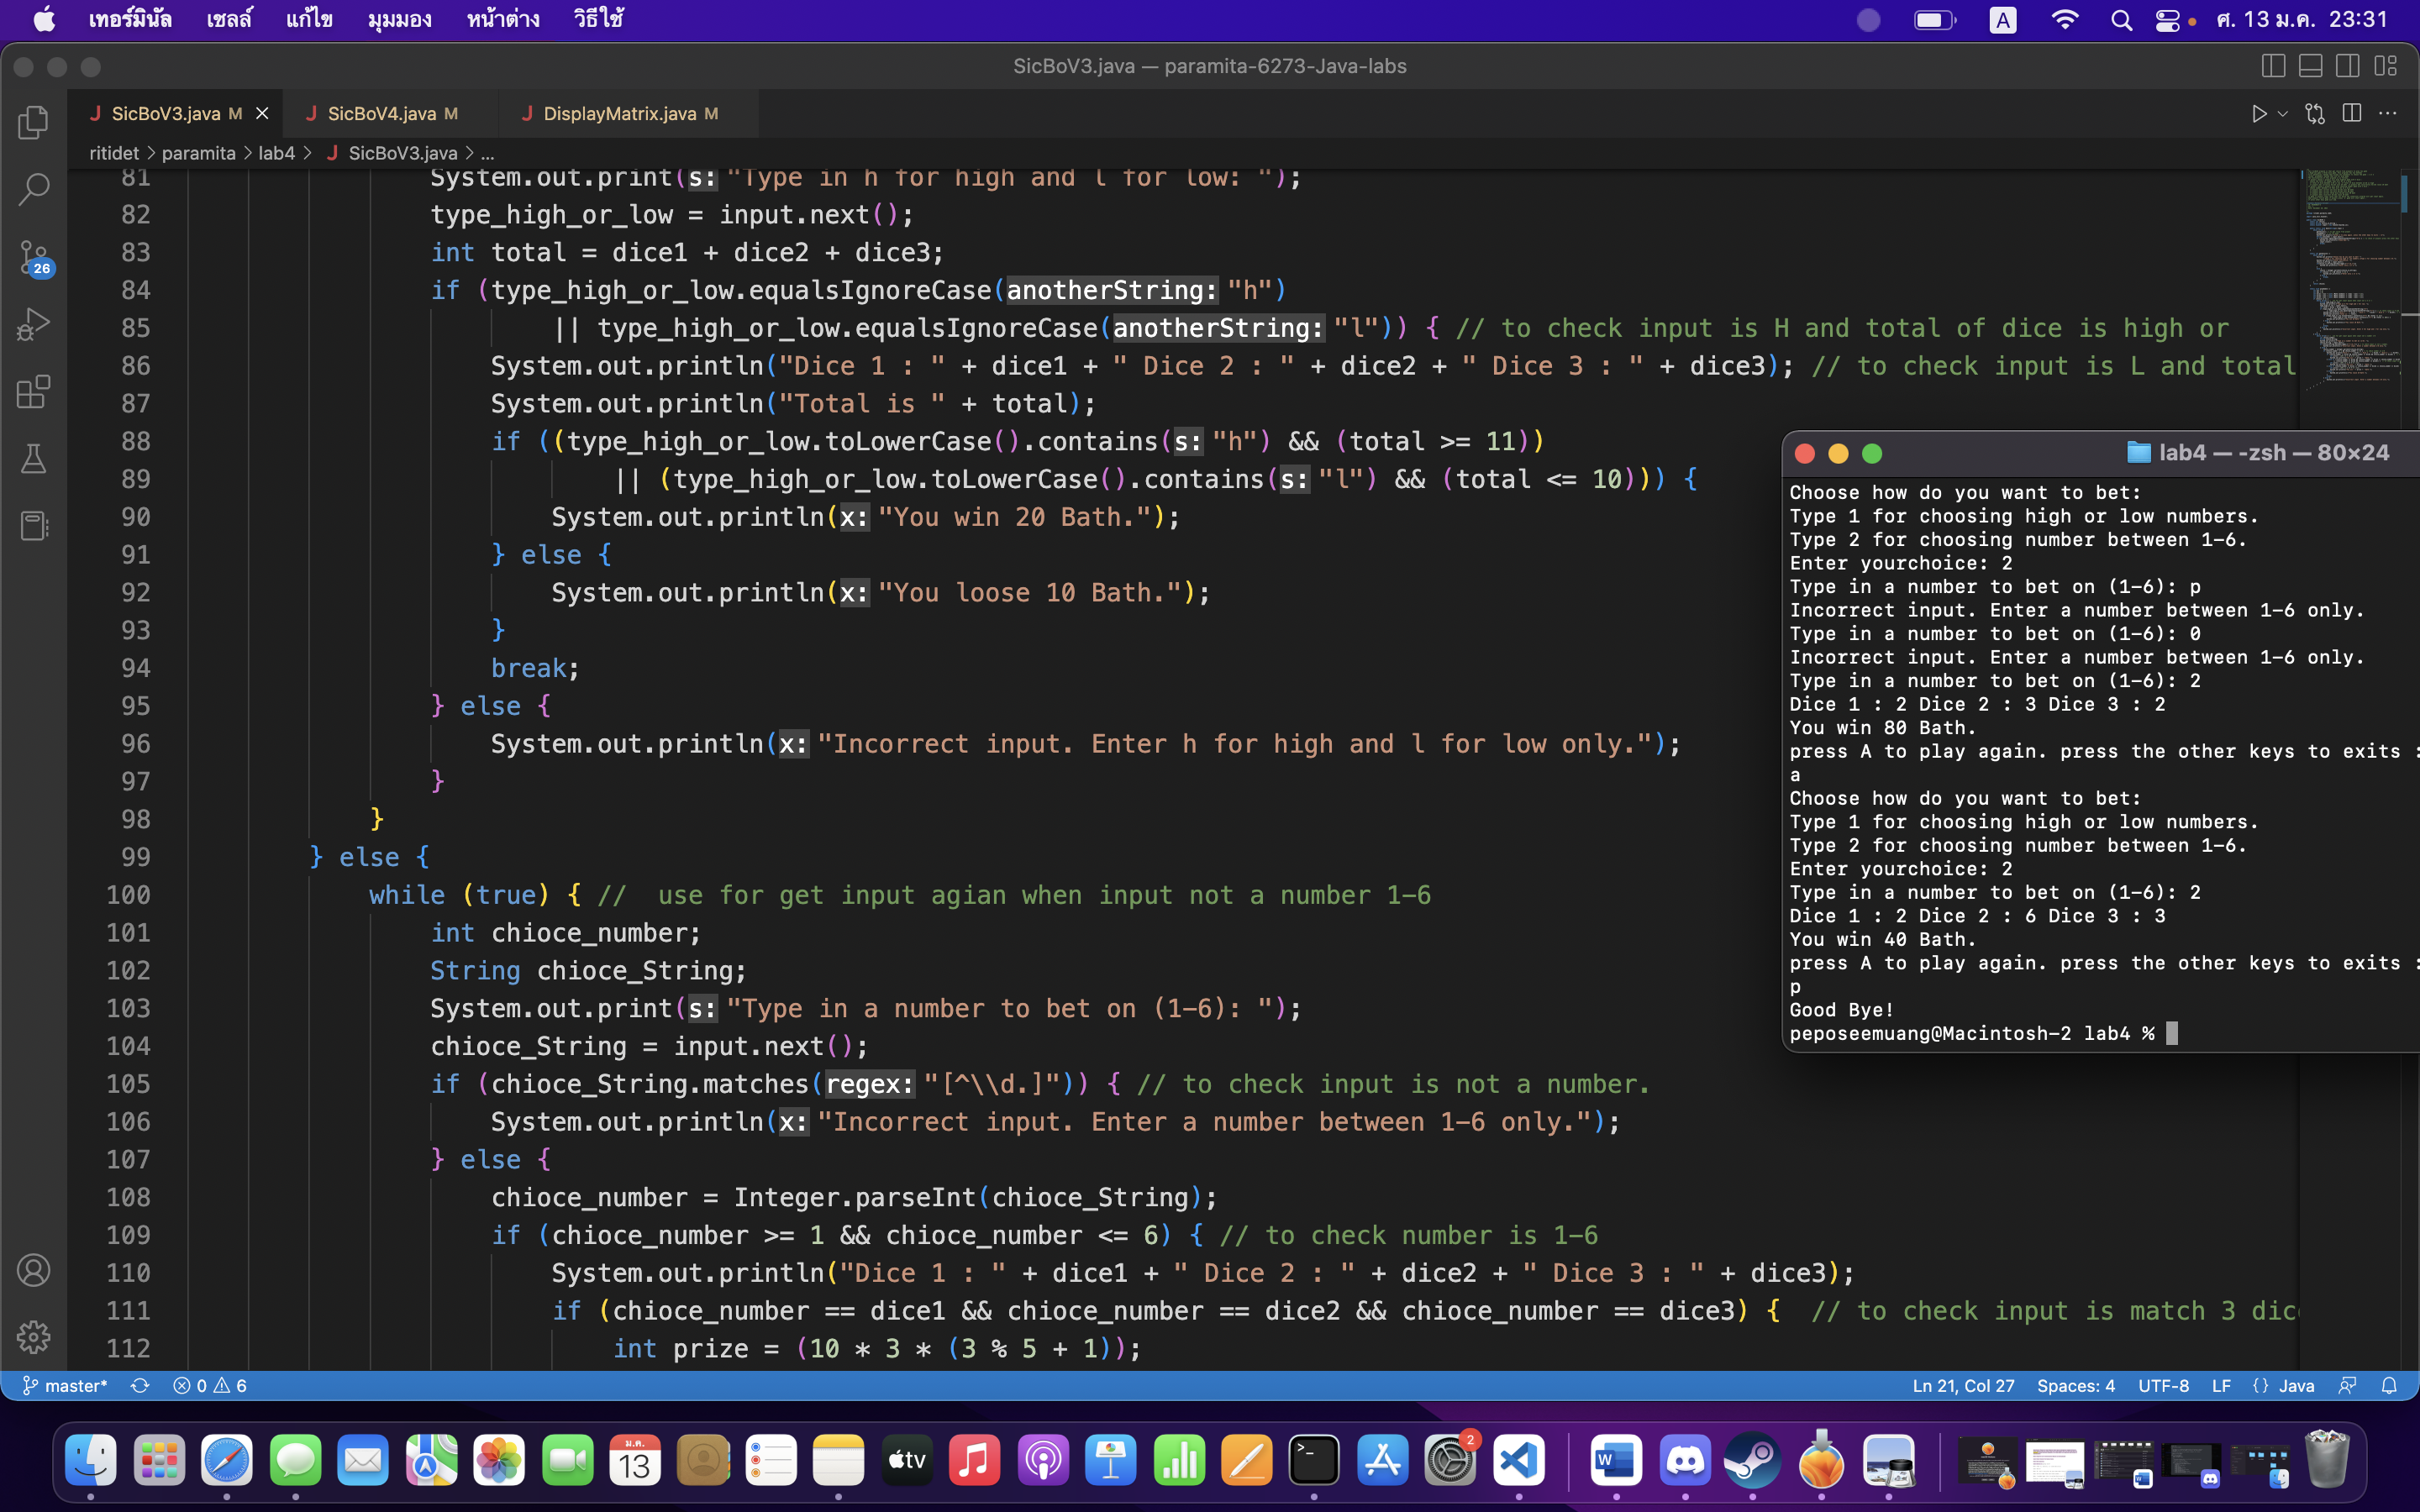 เทอร์มินัล เชลล์ แก้ไข มุมมอง หน้าต่าง วิธีใช้ A ศ. 13 ม.ค. 23:31
SicBoV3.java — paramita-6273-Java-labs
SicBoV3.java M SicBoV4.java M DisplayMatrix.java M
ritidet > paramita > lab4 > SicBoV3.java > ...
81 System.out.print(s: "Type in h for high and l for low: ");
82 type_high_or_low = input.next();
83 int total = dice1 + dice2 + dice3;
84 if (type_high_or_low.equalsIgnoreCase(anotherString: "h")
85 || type_high_or_low.equalsIgnoreCase(anotherString: "l")) { // to check input is H and total of dice is high or
86 System.out.println("Dice 1 : " + dice1 + " Dice 2 : " + dice2 + " Dice 3 : " + dice3); // to check input is L and total
87 System.out.println("Total is " + total);
88 if ((type_high_or_low.toLowerCase().contains(s: "h") && (total >= 11))
89 || (type_high_or_low.toLowerCase().contains(s: "l") && (total <= 10))) {
90 System.out.println(x: "You win 20 Bath.");
91 } else {
92 System.out.println(x: "You loose 10 Bath.");
93 }
94 break;
95 } else {
96 System.out.println(x: "Incorrect input. Enter h for high and l for low only.");
97 }
98 }
99 } else {
100 while (true) { //  use for get input agian when input not a number 1-6
101 int chioce_number;
102 String chioce_String;
103 System.out.print(s: "Type in a number to bet on (1-6): ");
104 chioce_String = input.next();
105 if (chioce_String.matches(regex: "[^\\d.]")) { // to check input is not a number.
106 System.out.println(x: "Incorrect input. Enter a number between 1-6 only.");
107 } else {
108 chioce_number = Integer.parseInt(chioce_String);
109 if (chioce_number >= 1 && chioce_number <= 6) { // to check number is 1-6
110 System.out.println("Dice 1 : " + dice1 + " Dice 2 : " + dice2 + " Dice 3 : " + dice3);
111 if (chioce_number == dice1 && chioce_number == dice2 && chioce_number == dice3) {  // to check input is match 3 dic
112 int prize = (10 * 3 * (3 % 5 + 1));
26
lab4 — -zsh — 80×24
Choose how do you want to bet:
Type 1 for choosing high or low numbers.
Type 2 for choosing number between 1-6.
Enter yourchoice: 2
Type in a number to bet on (1-6): p
Incorrect input. Enter a number between 1-6 only.
Type in a number to bet on (1-6): 0
Incorrect input. Enter a number between 1-6 only.
Type in a number to bet on (1-6): 2
Dice 1 : 2 Dice 2 : 3 Dice 3 : 2
You win 80 Bath.
press A to play again. press the other keys to exits :
a
Choose how do you want to bet:
Type 1 for choosing high or low numbers.
Type 2 for choosing number between 1-6.
Enter yourchoice: 2
Type in a number to bet on (1-6): 2
Dice 1 : 2 Dice 2 : 6 Dice 3 : 3
You win 40 Bath.
press A to play again. press the other keys to exits :
p
Good Bye!
peposeemuang@Macintosh-2 lab4 %
master* 0 6 Ln 21, Col 27 Spaces: 4 UTF-8 LF {} Java
ม.ค.
13
tv
2
W